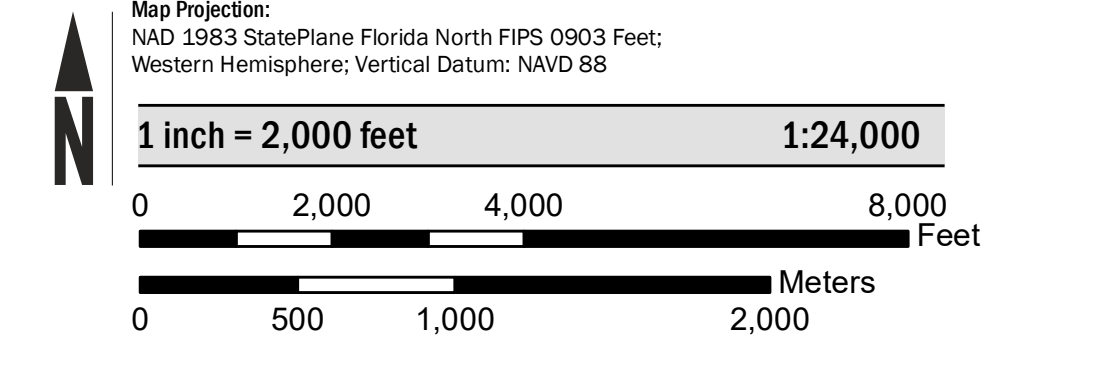 Map Projection:
NAD 1983 StatePlane Florida North FIPS 0903 Feet;
Western Hemisphere; Vertical Datum: NAVD 88
N
1 inch = 2,000 feet 1:24,000
0 2,000 4,000 8,000
Feet
Meters
0 500 1,000 2,000